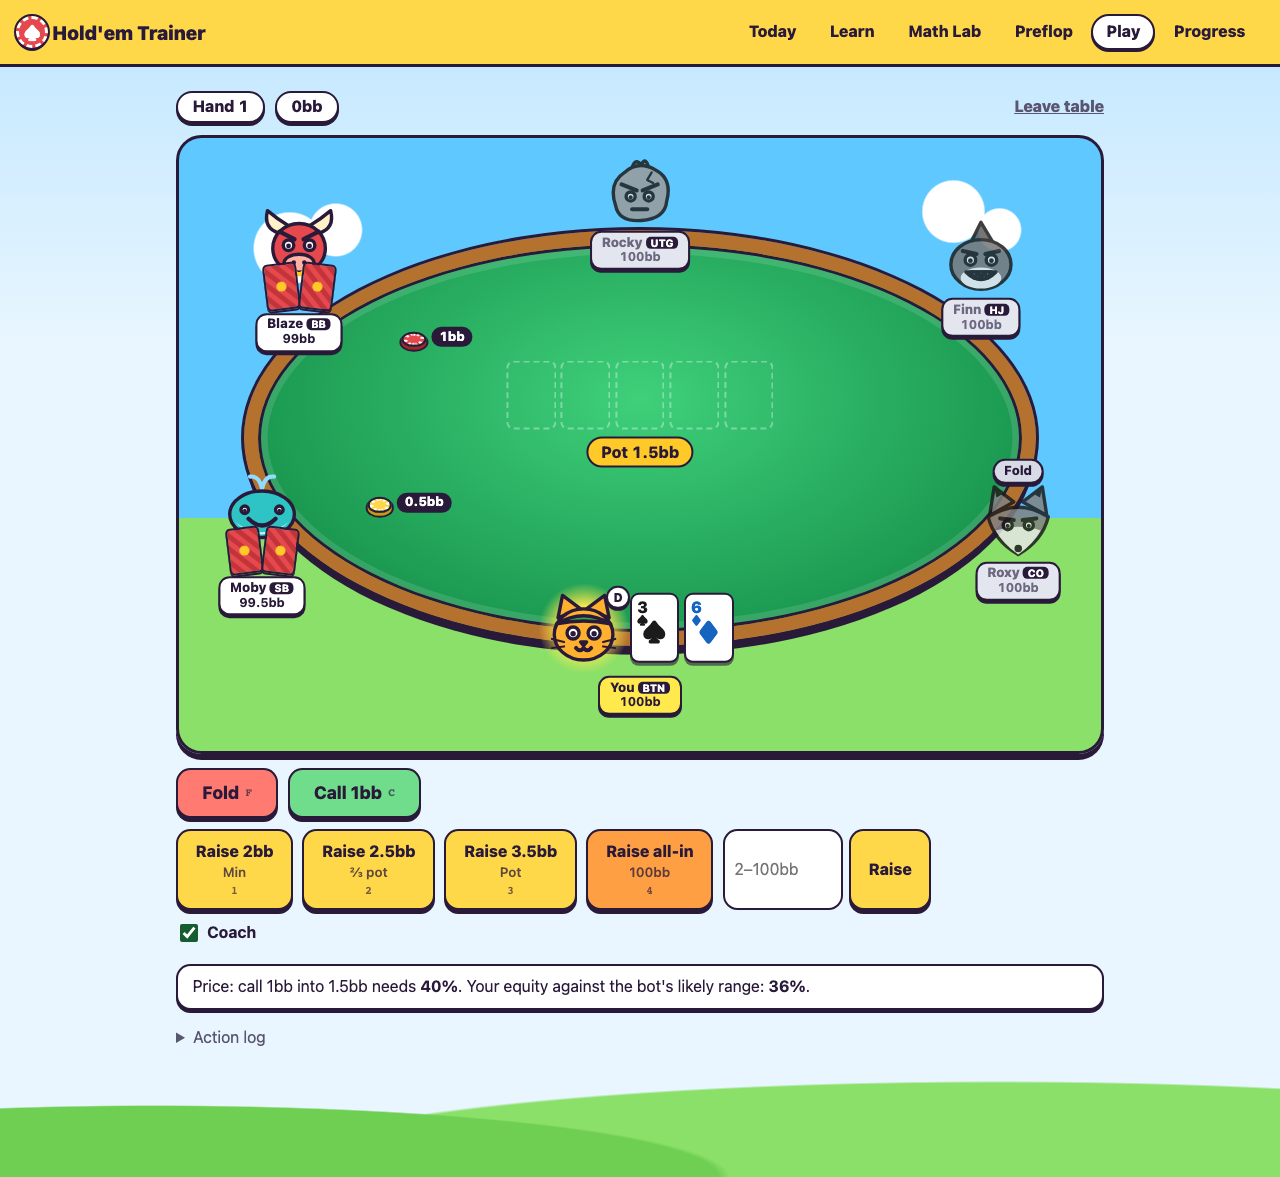 Hold'em Trainer
Today Learn Math Lab Preflop Play Progress
Hand 1 0bb Leave table
Rocky UTG
100bb
Finn HJ
100bb
Blaze BB
99bb
1bb
Pot 1.5bb
Fold
0.5bb
Roxy CO
100bb
Moby SB
99.5bb
D
3
6
You BTN
100bb
Fold F
Call 1bb C
Raise 2bb
Min
1
Raise 2.5bb
⅔ pot
2
Raise 3.5bb
Pot
3
Raise all-in
100bb
4
2–100bb
Raise
Coach
Price: call 1bb into 1.5bb needs 40%. Your equity against the bot's likely range: 36%.
Action log